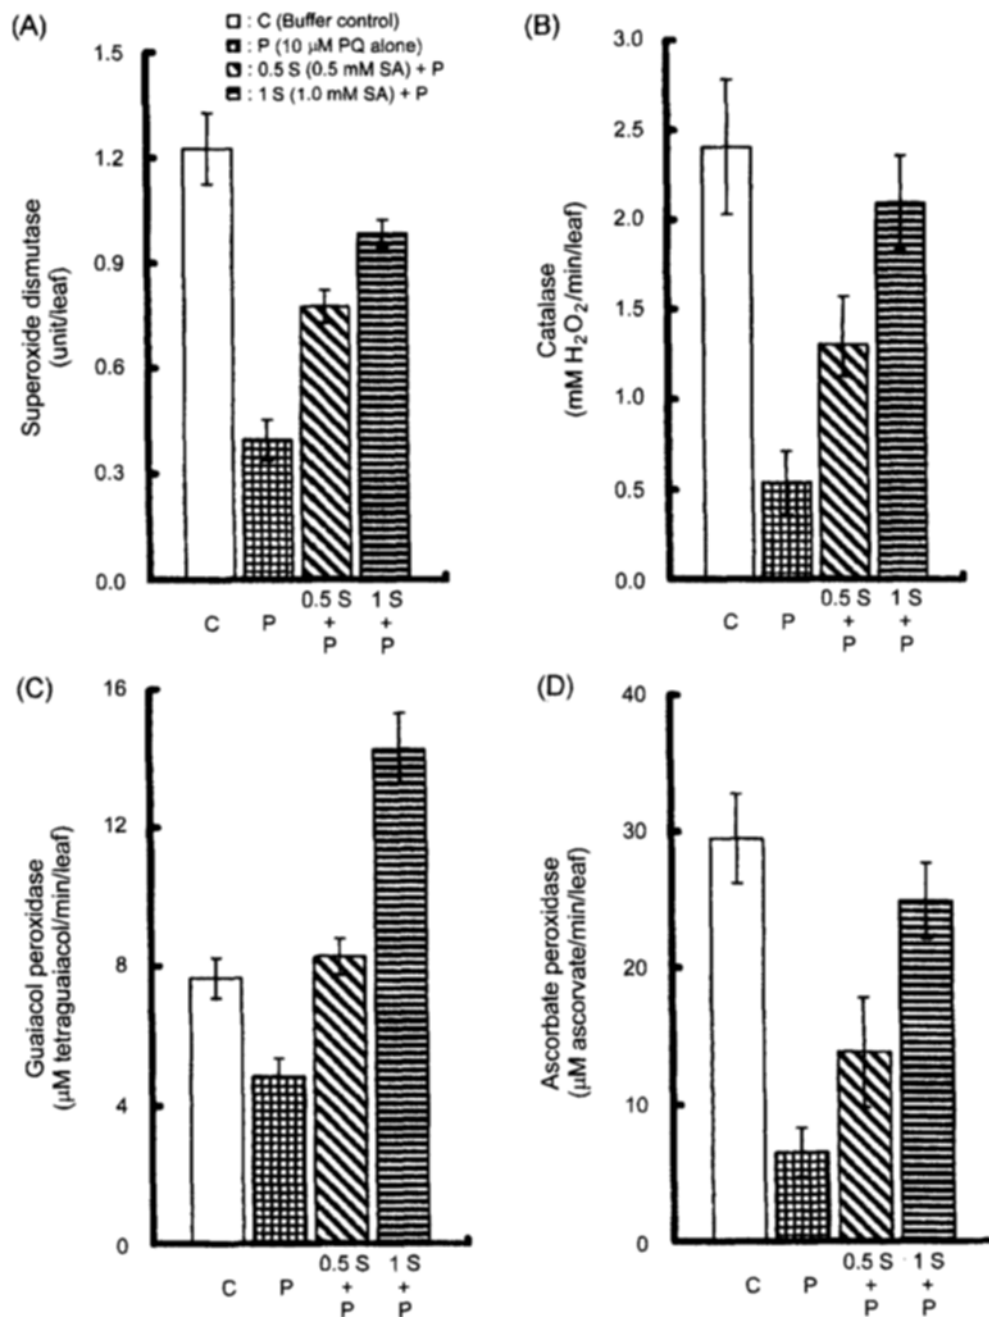 (A)
: C (Buffer control)
: P (10 μM PQ alone)
: 0.5 S (0.5 mM SA) + P
: 1 S (1.0 mM SA) + P
1.5
1.2
0.9
0.6
0.3
0.0
Superoxide dismutase
(unit/leaf)
C
P
0.5 S
+
P
1 S
+
P
(B)
3.0
2.5
2.0
1.5
1.0
0.5
0.0
Catalase
(mM H₂O₂/min/leaf)
C
P
0.5 S
+
P
1 S
+
P
(C)
16
12
8
4
0
Guaiacol peroxidase
(μM tetraguaiacol/min/leaf)
C
P
0.5 S
+
P
1 S
+
P
(D)
40
30
20
10
0
Ascorbate peroxidase
(μM ascorvate/min/leaf)
C
P
0.5 S
+
P
1 S
+
P